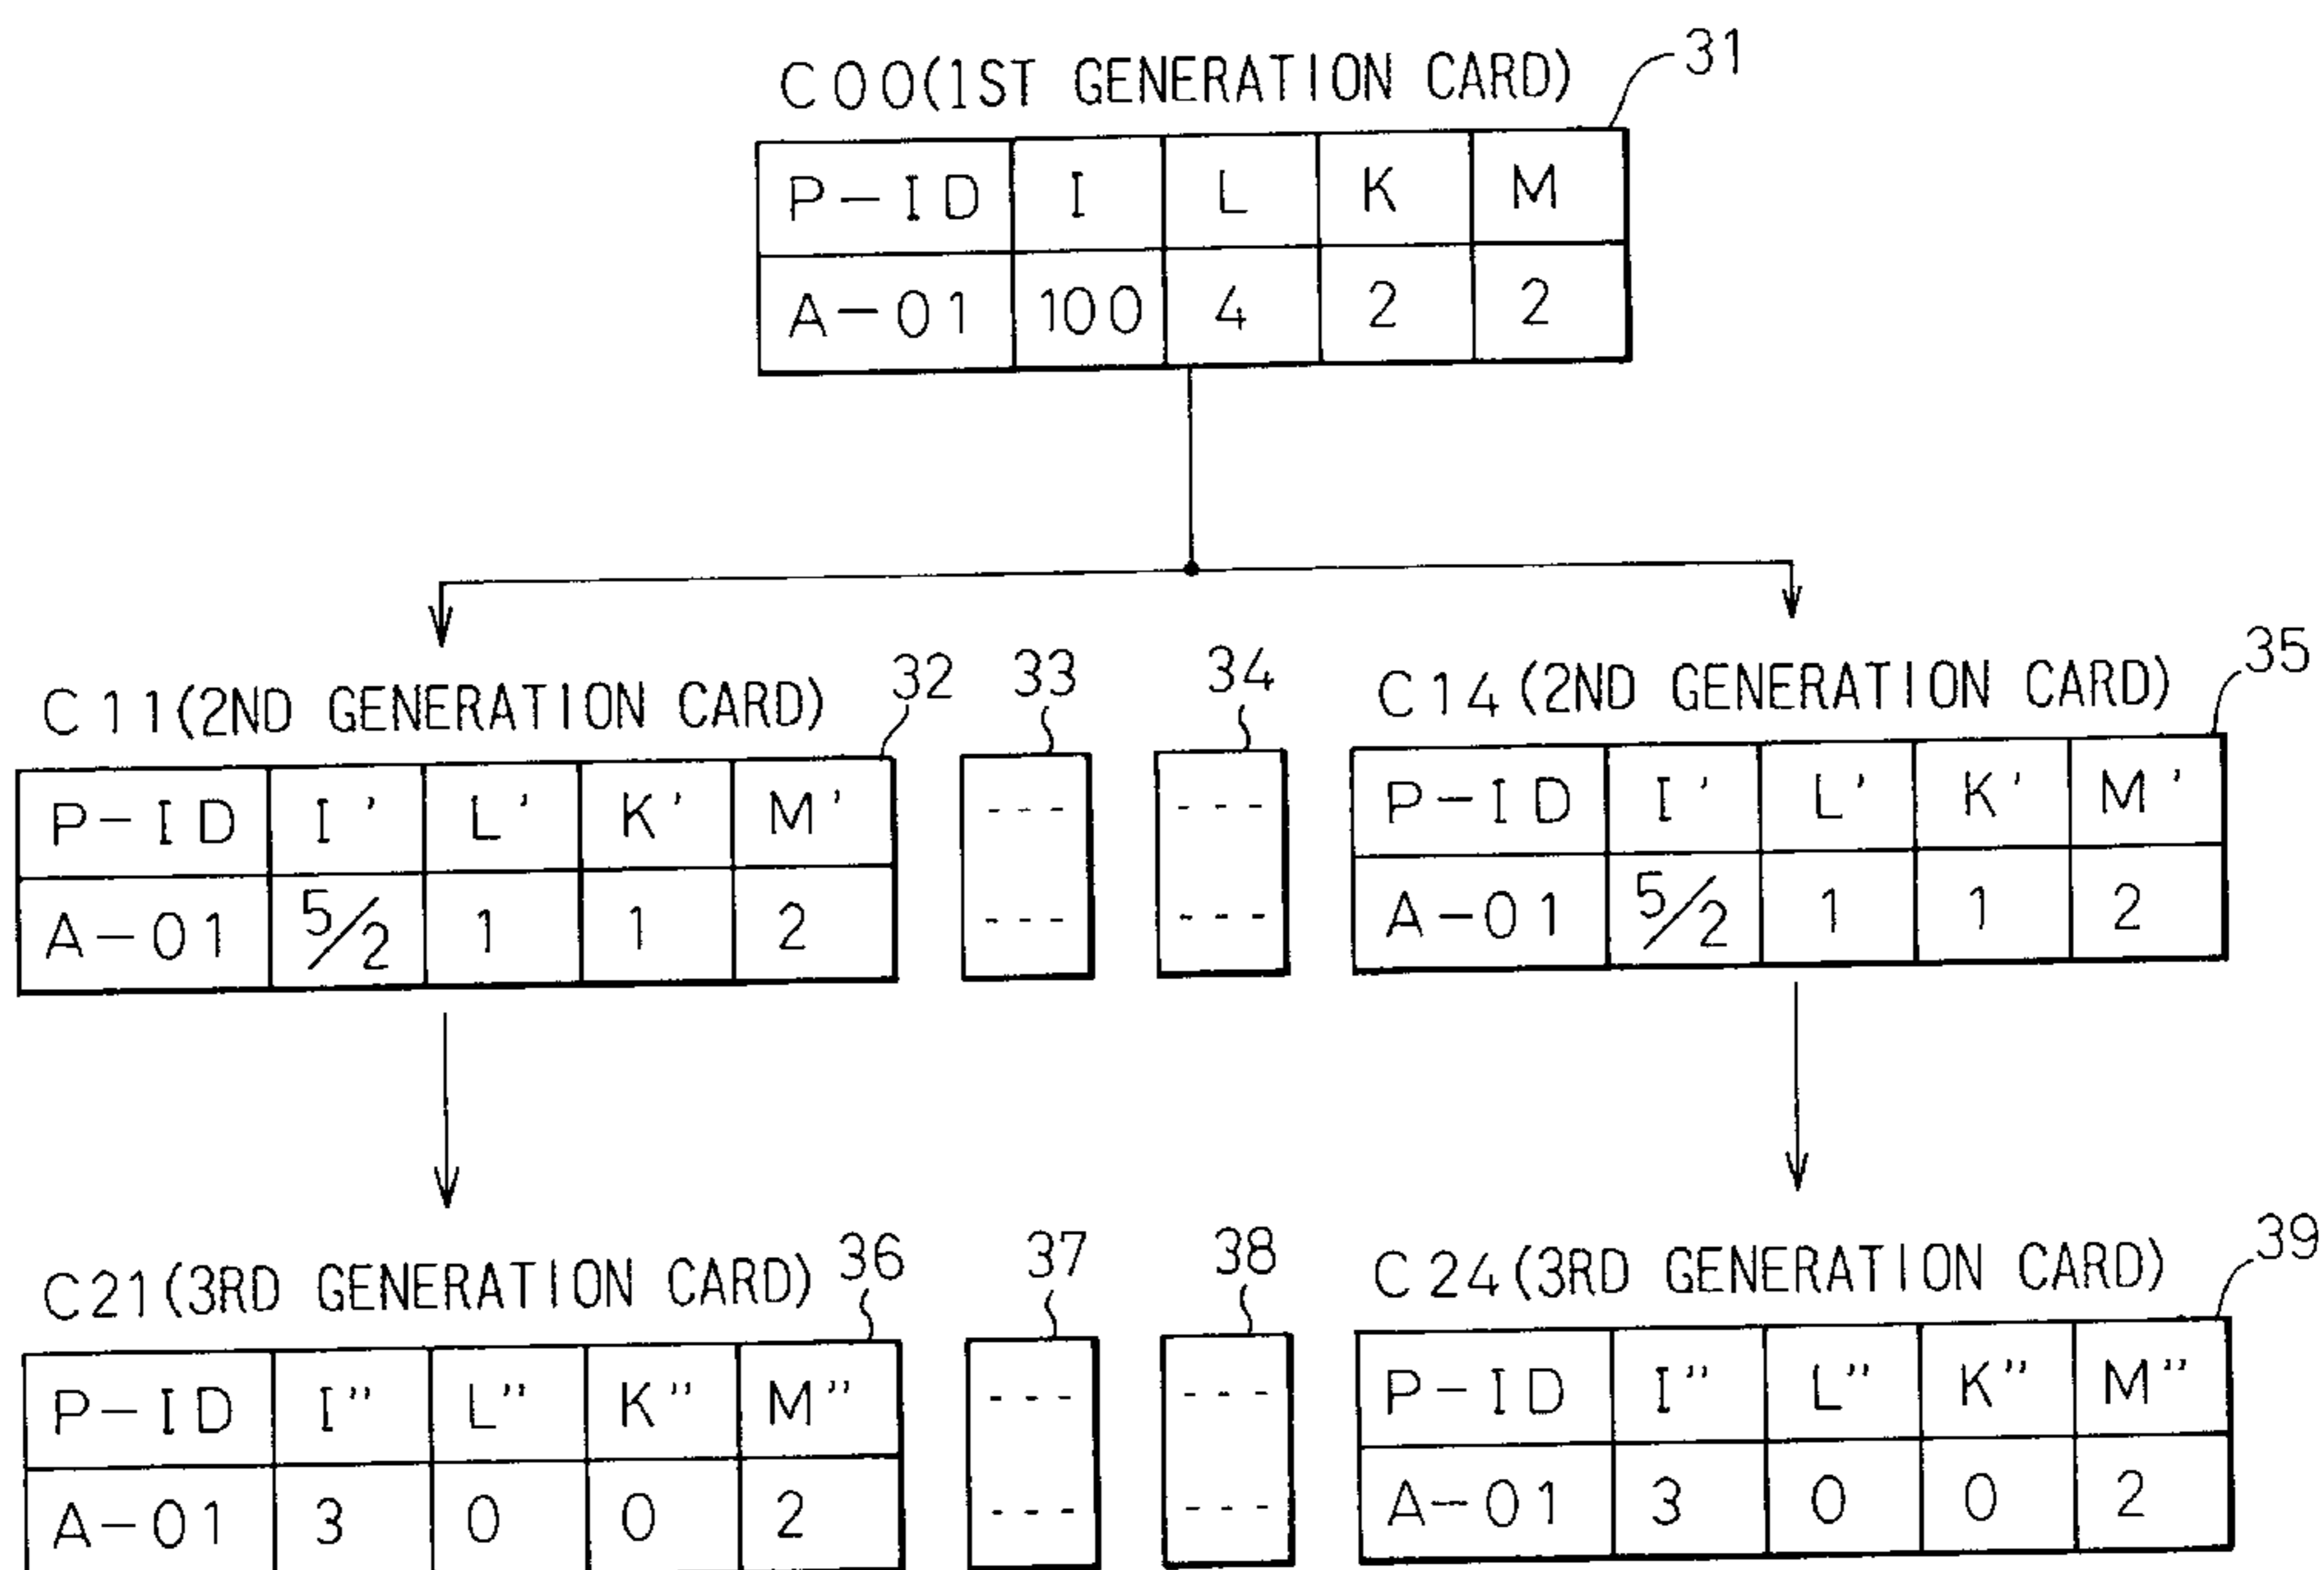 C00(1ST GENERATION CARD) 31
P-ID I L K M
A-01 100 4 2 2
C11(2ND GENERATION CARD) 32 33 34 C14(2ND GENERATION CARD) 35
P-ID I' L' K' M' --- --- P-ID I' L' K' M'
A-01 5/2 1 1 2 --- --- A-01 5/2 1 1 2
C21(3RD GENERATION CARD) 36 37 38 C24(3RD GENERATION CARD) 39
P-ID I" L" K" M" --- --- P-ID I" L" K" M"
A-01 3 0 0 2 --- --- A-01 3 0 0 2